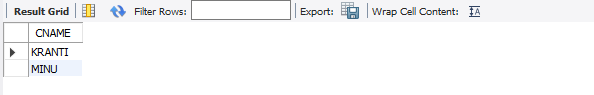 Result Grid Filter Rows: Export: Wrap Cell Content:
CNAME
KRANTI
MINU